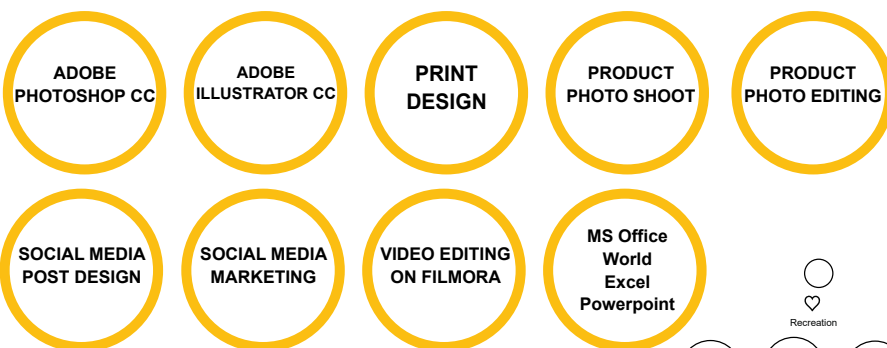 ADOBE
PHOTOSHOP CC
ADOBE
ILLUSTRATOR CC
PRINT
DESIGN
PRODUCT
PHOTO SHOOT
PRODUCT
PHOTO EDITING
SOCIAL MEDIA
POST DESIGN
SOCIAL MEDIA
MARKETING
VIDEO EDITING
ON FILMORA
MS Office
World
Excel
Powerpoint
Recreation